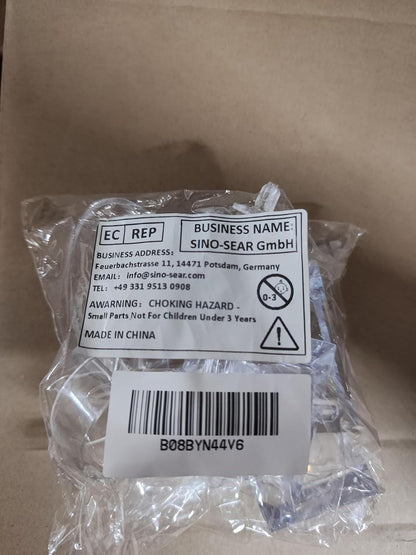 EC REP
BUSINESS NAME:
SINO-SEAR GmbH
BUSINESS ADDRESS:
Feuerbachstrasse 11, 14471 Potsdam, Germany
EMAIL: info@sino-sear.com
TEL: +49 331 9513 0908
0-3
AWARNING: CHOKING HAZARD -
Small Parts Not For Children Under 3 Years
MADE IN CHINA
B08BYN44V6